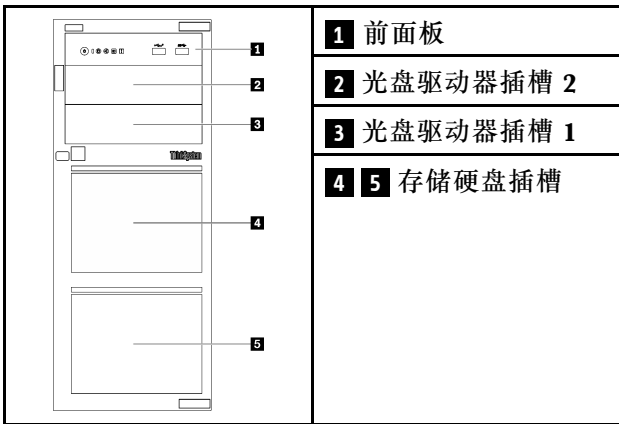 1
2
3
ThinkSystem
4
5
1 前面板
2 光盘驱动器插槽 2
3 光盘驱动器插槽 1
4 5 存储硬盘插槽